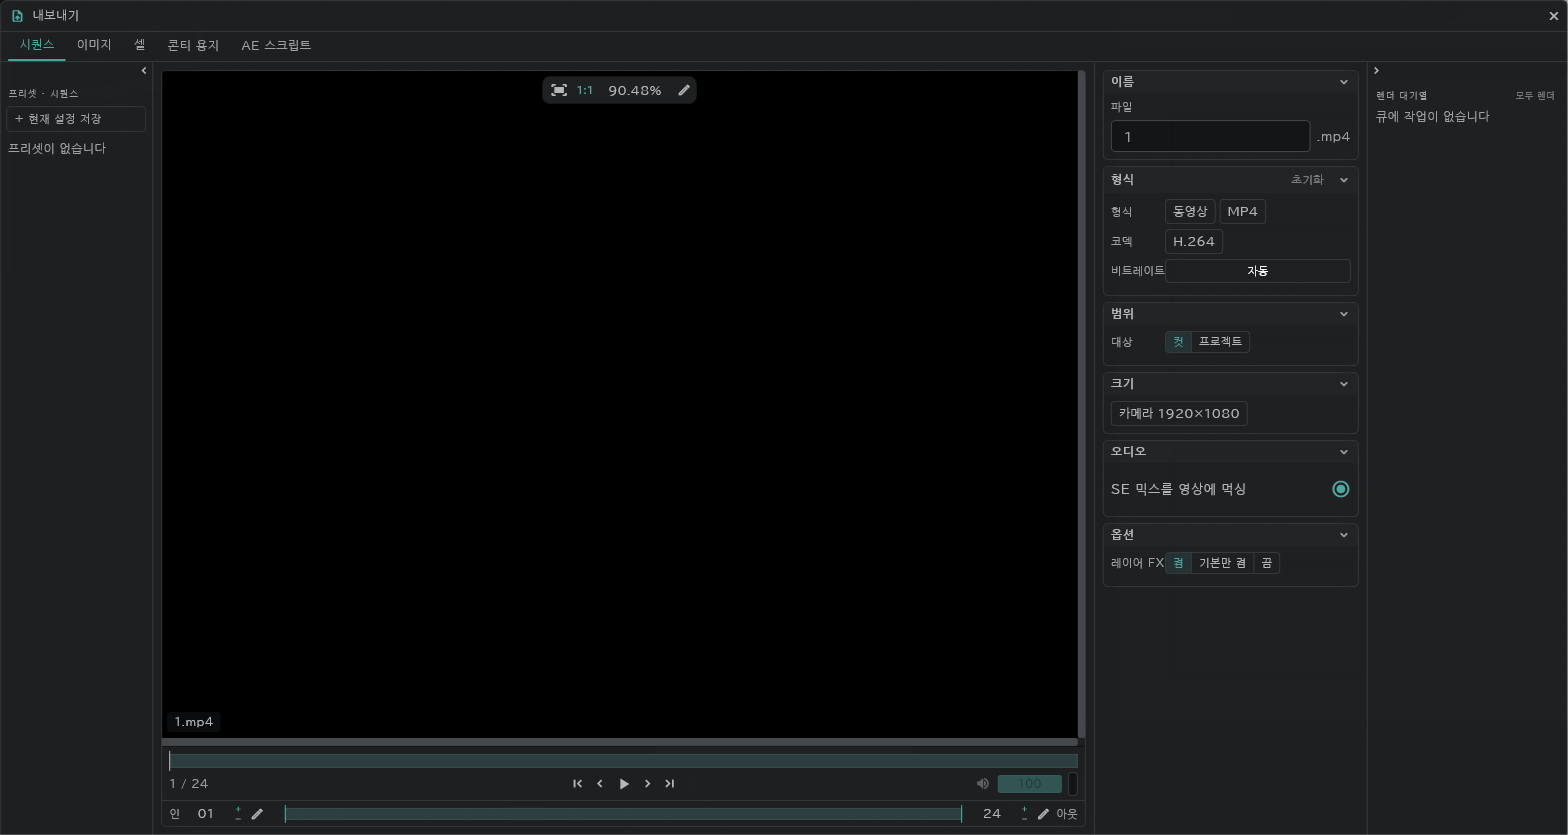 내보내기
시퀀스 이미지 셀 콘티 용지 AE 스크립트
프리셋 · 시퀀스
+ 현재 설정 저장
프리셋이 없습니다
1:1 90.48%
1.mp4
1 / 24
100
인 01
24 아웃
이름
파일
1 .mp4
형식 초기화
형식 동영상 MP4
코덱 H.264
비트레이트 자동
범위
대상 컷 프로젝트
크기
카메라 1920×1080
오디오
SE 믹스를 영상에 먹싱
옵션
레이어 FX 켬 기본만 켬 끔
렌더 대기열 모두 렌더
큐에 작업이 없습니다